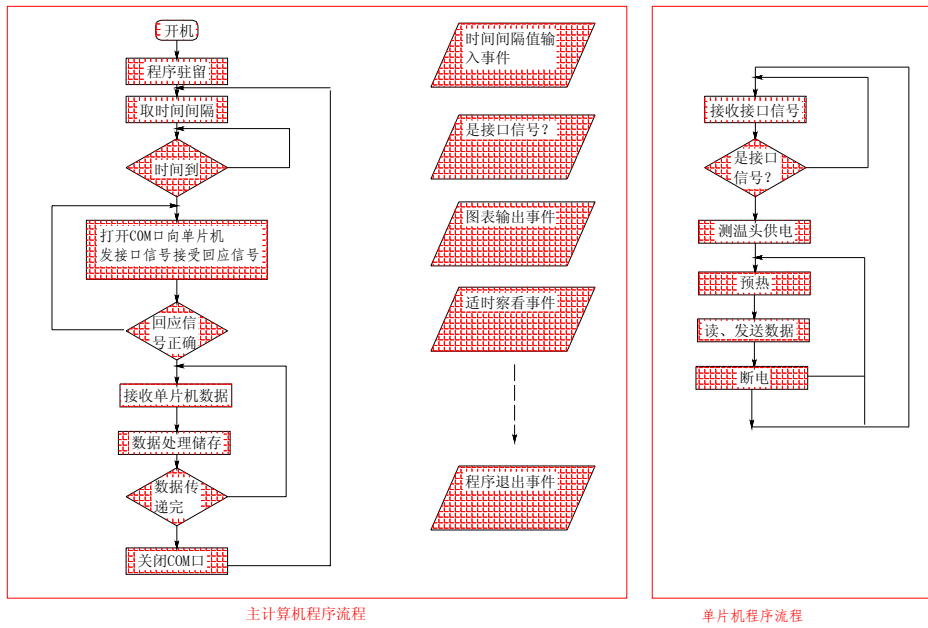 开机
程序驻留
取时间间隔
时间到
打开COM口向单片机
发接口信号接受回应信号
回应信
号正确
接收单片机数据
数据处理储存
数据传
递完
关闭COM口
时间间隔值输
入事件
是接口信号？
图表输出事件
适时察看事件
程序退出事件
主计算机程序流程
接收接口信号
是接口
信号？
测温头供电
预热
读、发送数据
断电
单片机程序流程